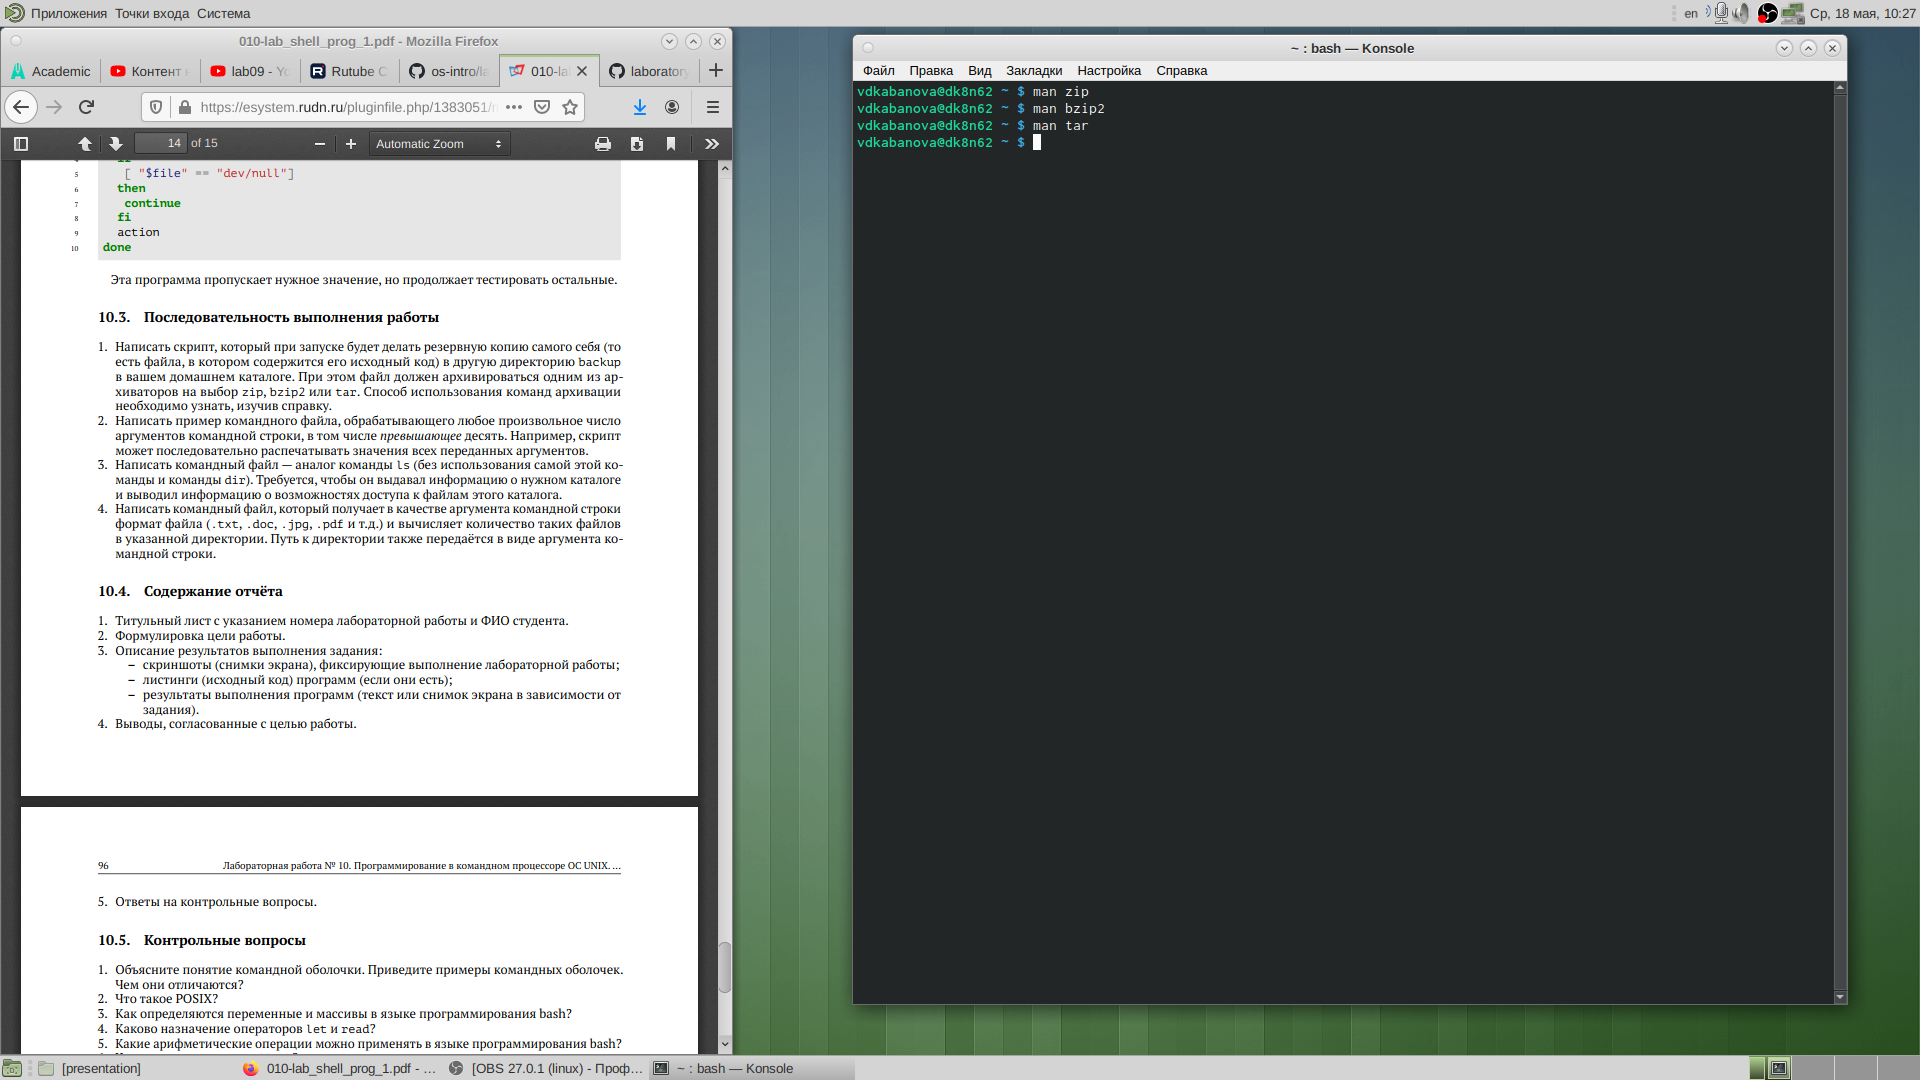 Приложения Точки входа Система
en Ср, 18 мая, 10:27
010-lab_shell_prog_1.pdf - Mozilla Firefox
Academic Контент lab09 - Yo Rutube C os-intro/la 010-la laboratory
https://esystem.rudn.ru/pluginfile.php/1383051/
14 of 15 Automatic Zoom
5 [ "$file" == "dev/null"]
6 then
7 continue
8 fi
9 action
10 done
Эта программа пропускает нужное значение, но продолжает тестировать остальные.
10.3. Последовательность выполнения работы
1. Написать скрипт, который при запуске будет делать резервную копию самого себя (то
есть файла, в котором содержится его исходный код) в другую директорию backup
в вашем домашнем каталоге. При этом файл должен архивироваться одним из ар-
хиваторов на выбор zip, bzip2 или tar. Способ использования команд архивации
необходимо узнать, изучив справку.
2. Написать пример командного файла, обрабатывающего любое произвольное число
аргументов командной строки, в том числе превышающее десять. Например, скрипт
может последовательно распечатывать значения всех переданных аргументов.
3. Написать командный файл — аналог команды ls (без использования самой этой ко-
манды и команды dir). Требуется, чтобы он выдавал информацию о нужном каталоге
и выводил информацию о возможностях доступа к файлам этого каталога.
4. Написать командный файл, который получает в качестве аргумента командной строки
формат файла (.txt, .doc, .jpg, .pdf и т.д.) и вычисляет количество таких файлов
в указанной директории. Путь к директории также передаётся в виде аргумента ко-
мандной строки.
10.4. Содержание отчёта
1. Титульный лист с указанием номера лабораторной работы и ФИО студента.
2. Формулировка цели работы.
3. Описание результатов выполнения задания:
– скриншоты (снимки экрана), фиксирующие выполнение лабораторной работы;
– листинги (исходный код) программ (если они есть);
– результаты выполнения программ (текст или снимок экрана в зависимости от
задания).
4. Выводы, согласованные с целью работы.
96 Лабораторная работа № 10. Программирование в командном процессоре ОС UNIX. ...
5. Ответы на контрольные вопросы.
10.5. Контрольные вопросы
1. Объясните понятие командной оболочки. Приведите примеры командных оболочек.
Чем они отличаются?
2. Что такое POSIX?
3. Как определяются переменные и массивы в языке программирования bash?
4. Каково назначение операторов let и read?
5. Какие арифметические операции можно применять в языке программирования bash?
~ : bash — Konsole
Файл Правка Вид Закладки Настройка Справка
vdkabanova@dk8n62 ~ $ man zip
vdkabanova@dk8n62 ~ $ man bzip2
vdkabanova@dk8n62 ~ $ man tar
vdkabanova@dk8n62 ~ $
[presentation] 010-lab_shell_prog_1.pdf - ... [OBS 27.0.1 (linux) - Проф... ~ : bash — Konsole